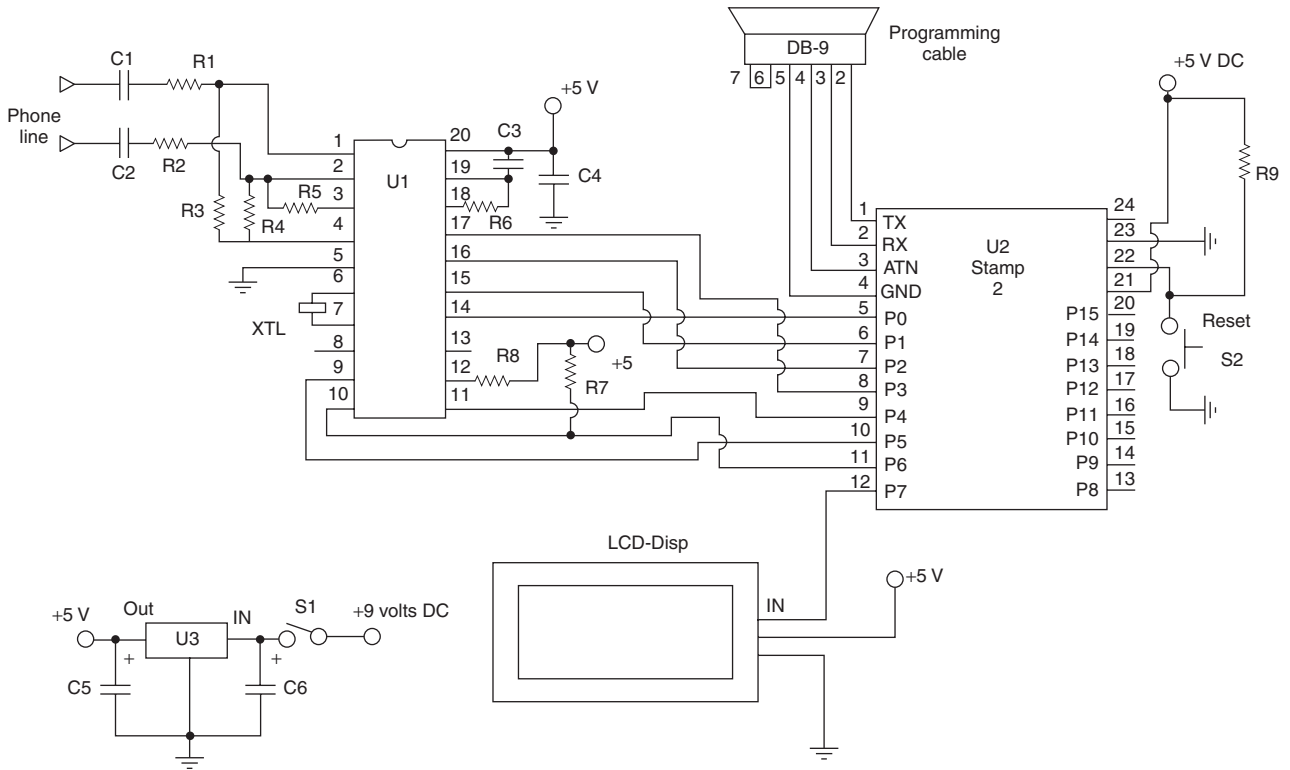 Phone
line
C1
R1
C2
R2
R3
R4
R5
U1
1
2
3
4
5
6
7
8
9
10
20
19
18
17
16
15
14
13
12
11
C3
+5 V
C4
R6
XTL
R8
R7
+5
DB-9
7 6 5 4 3 2
Programming
cable
+5 V DC
R9
U2
Stamp
2
1 TX
2 RX
3 ATN
4 GND
5 P0
6 P1
7 P2
8 P3
9 P4
10 P5
11 P6
12 P7
24
23
22
21
P15 20
P14 19
P13 18
P12 17
P11 16
P10 15
P9 14
P8 13
Reset
S2
LCD-Disp
IN
+5 V
+5 V
Out
U3
IN
S1
+9 volts DC
+
+
C5
C6